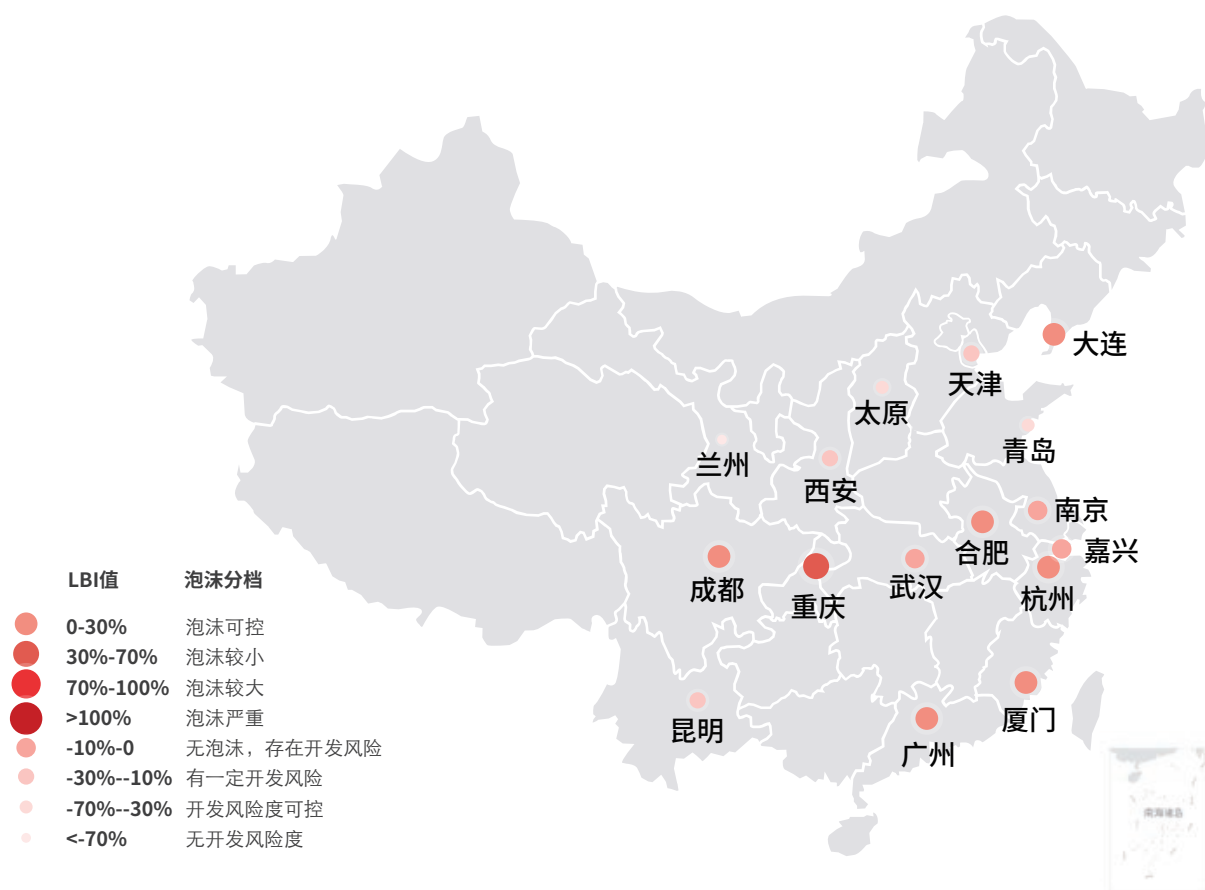 大连
天津
太原
青岛
兰州
西安
南京
合肥
嘉兴
成都
武汉
杭州
重庆
厦门
昆明
广州
南海诸岛
LBI值 泡沫分档
0-30% 泡沫可控
30%-70% 泡沫较小
70%-100% 泡沫较大
>100% 泡沫严重
-10%-0 无泡沫，存在开发风险
-30%--10% 有一定开发风险
-70%--30% 开发风险度可控
<-70% 无开发风险度